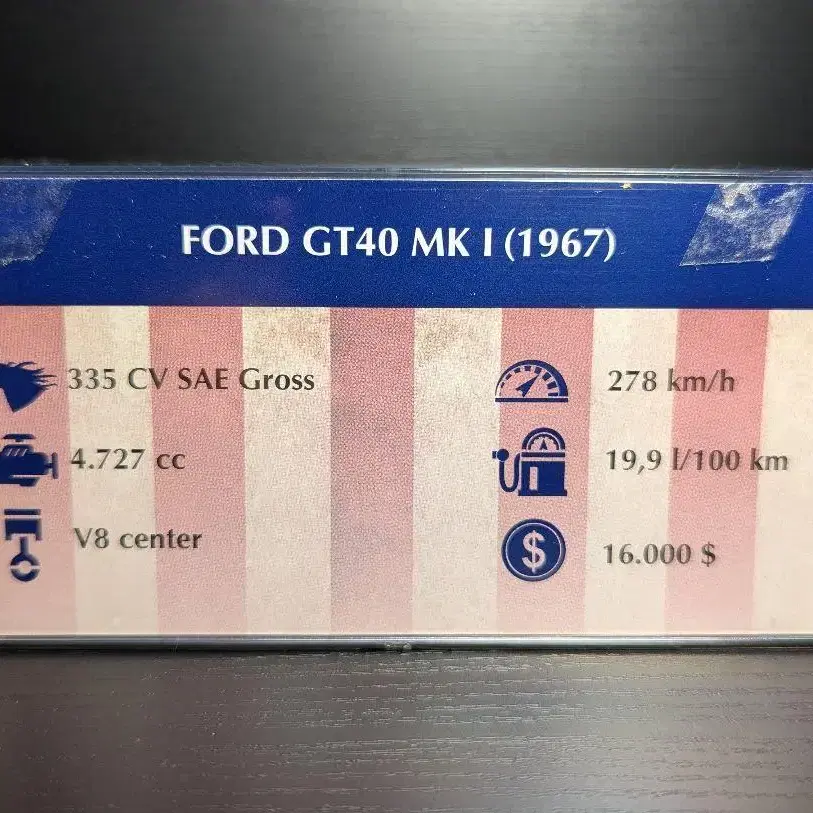 FORD GT40 MK I (1967)
335 CV SAE Gross
278 km/h
4.727 cc
19,9 l/100 km
V8 center
$
16.000 $